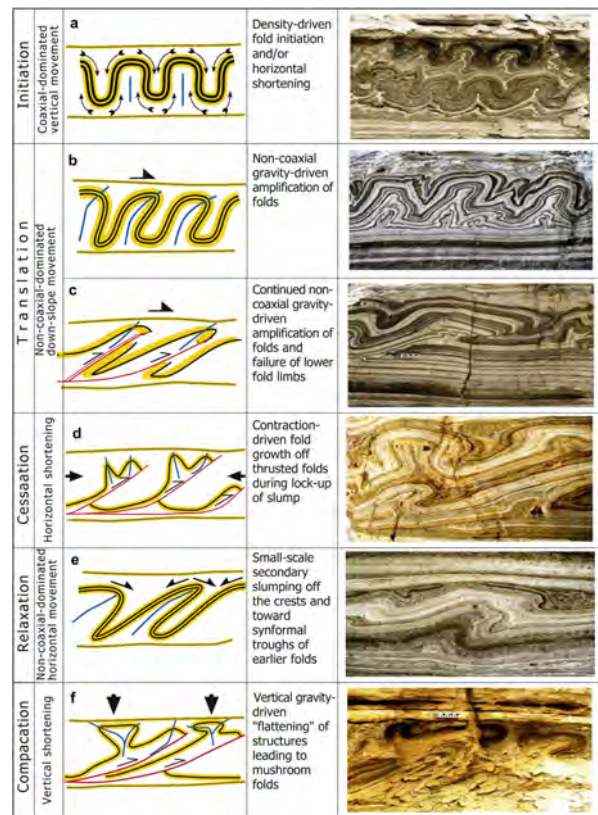 Initiation
Coaxial-dominated
vertical movement
a
Density-driven
fold initiation
and/or
horizontal
shortening
Translation
Non-coaxial-dominated
down-slope movement
b
Non-coaxial
gravity-driven
amplification of
folds
c
Continued non-
coaxial gravity-
driven
amplification of
folds and
failure of lower
fold limbs
Cessaation
Horizontal shortening
d
Contraction-
driven fold
growth off
thrusted folds
during lock-up
of slump
Relaxation
Non-coaxial-dominated
horizontal movement
e
Small-scale
secondary
slumping off
the crests and
toward
synformal
troughs of
earlier folds
Compacation
Vertical shortening
f
Vertical gravity-
driven
"flattening" of
structures
leading to
mushroom
folds